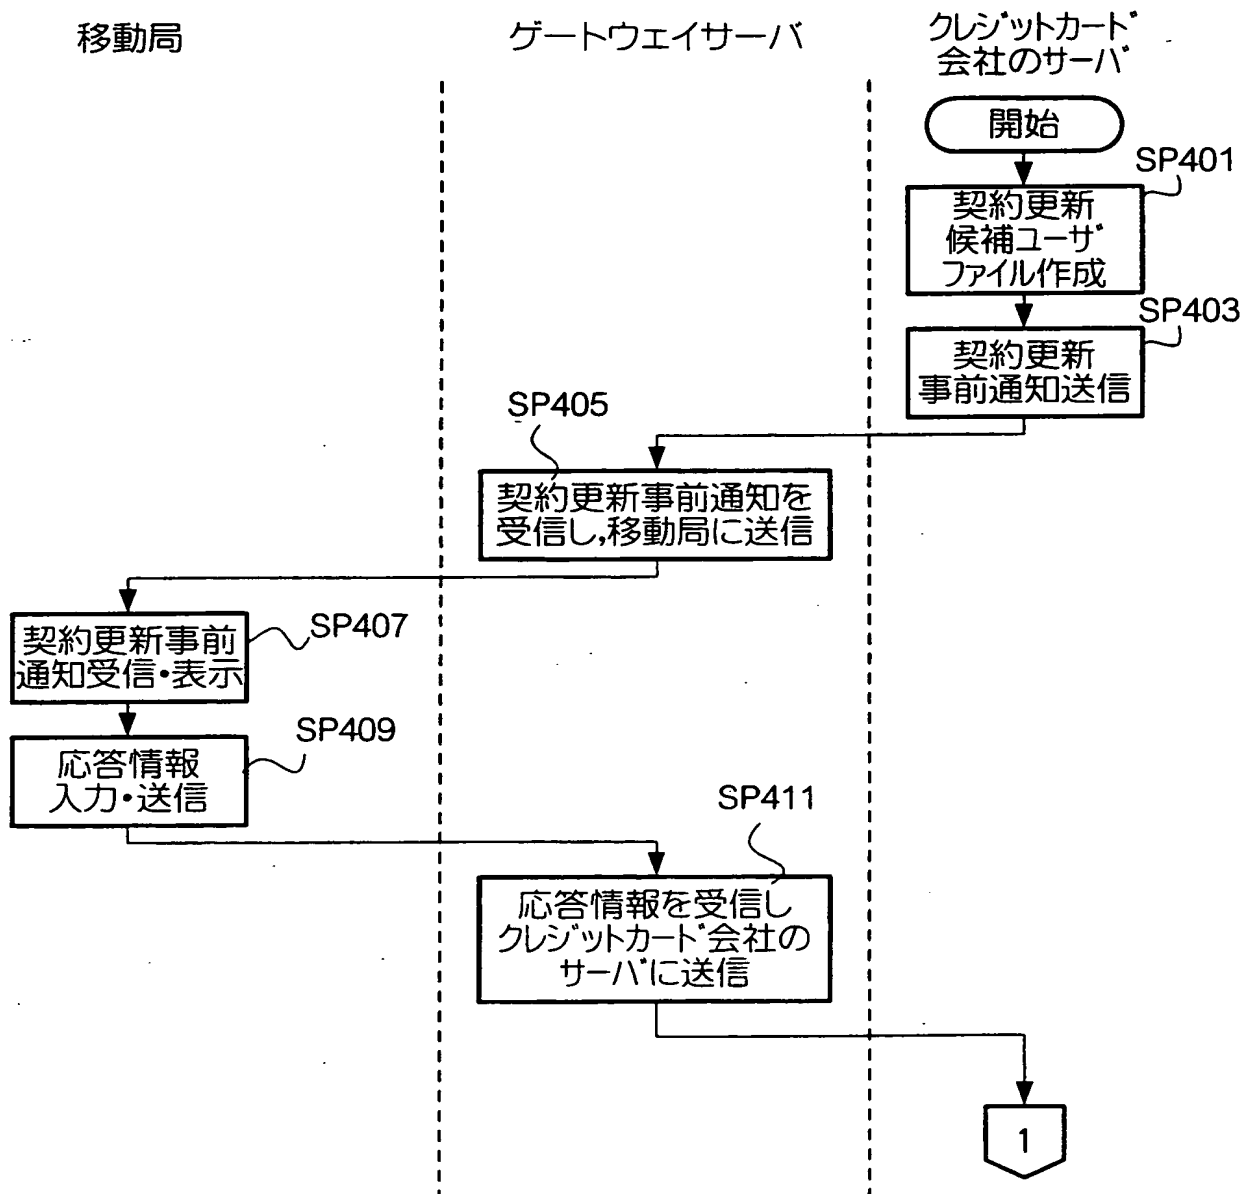 移動局
ゲートウェイサーバ
クレジットカード
会社のサーバ
開始
SP401
契約更新
候補ユーザ
ファイル作成
SP403
契約更新
事前通知送信
SP405
契約更新事前通知を
受信し,移動局に送信
SP407
契約更新事前
通知受信・表示
SP409
応答情報
入力・送信
SP411
応答情報を受信し
クレジットカード会社の
サーバに送信
1